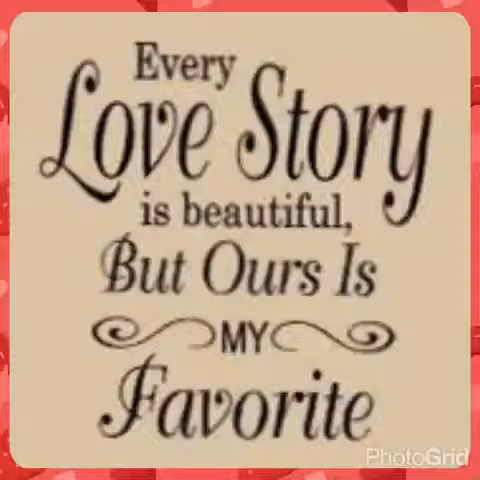 Every
Love Story
is beautiful,
But Ours Is
MY
Favorite
PhotoGrid